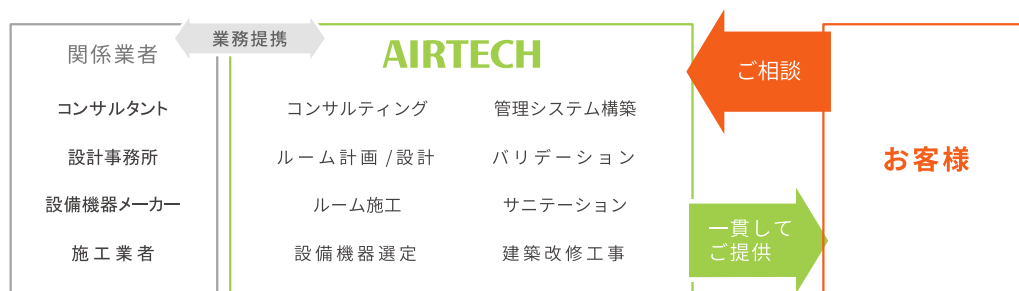 関係業者
業務提携
AIRTECH
ご相談
コンサルタント
設計事務所
設備機器メーカー
施工業者
コンサルティング
ルーム計画/設計
ルーム施工
設備機器選定
管理システム構築
バリデーション
サニテーション
建築改修工事
一貫して
ご提供
お客様